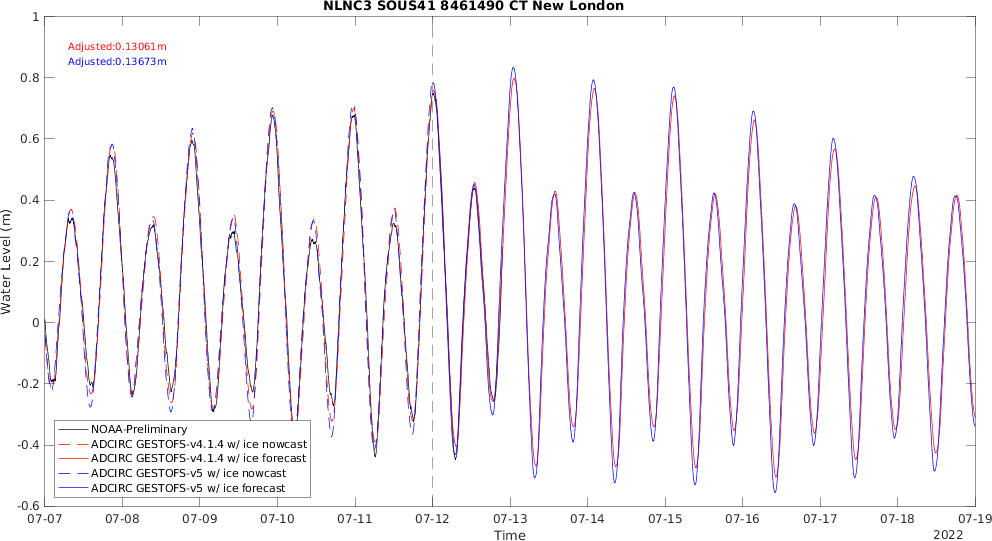 NLNC3 SOUS41 8461490 CT New London
Adjusted:0.13061m
Adjusted:0.13673m
Water Level (m)
1
0.8
0.6
0.4
0.2
0
-0.2
-0.4
-0.6
NOAA-Preliminary
ADCIRC GESTOFS-v4.1.4 w/ ice nowcast
ADCIRC GESTOFS-v4.1.4 w/ ice forecast
ADCIRC GESTOFS-v5 w/ ice nowcast
ADCIRC GESTOFS-v5 w/ ice forecast
07-07 07-08 07-09 07-10 07-11 07-12 07-13 07-14 07-15 07-16 07-17 07-18 07-19
Time
2022